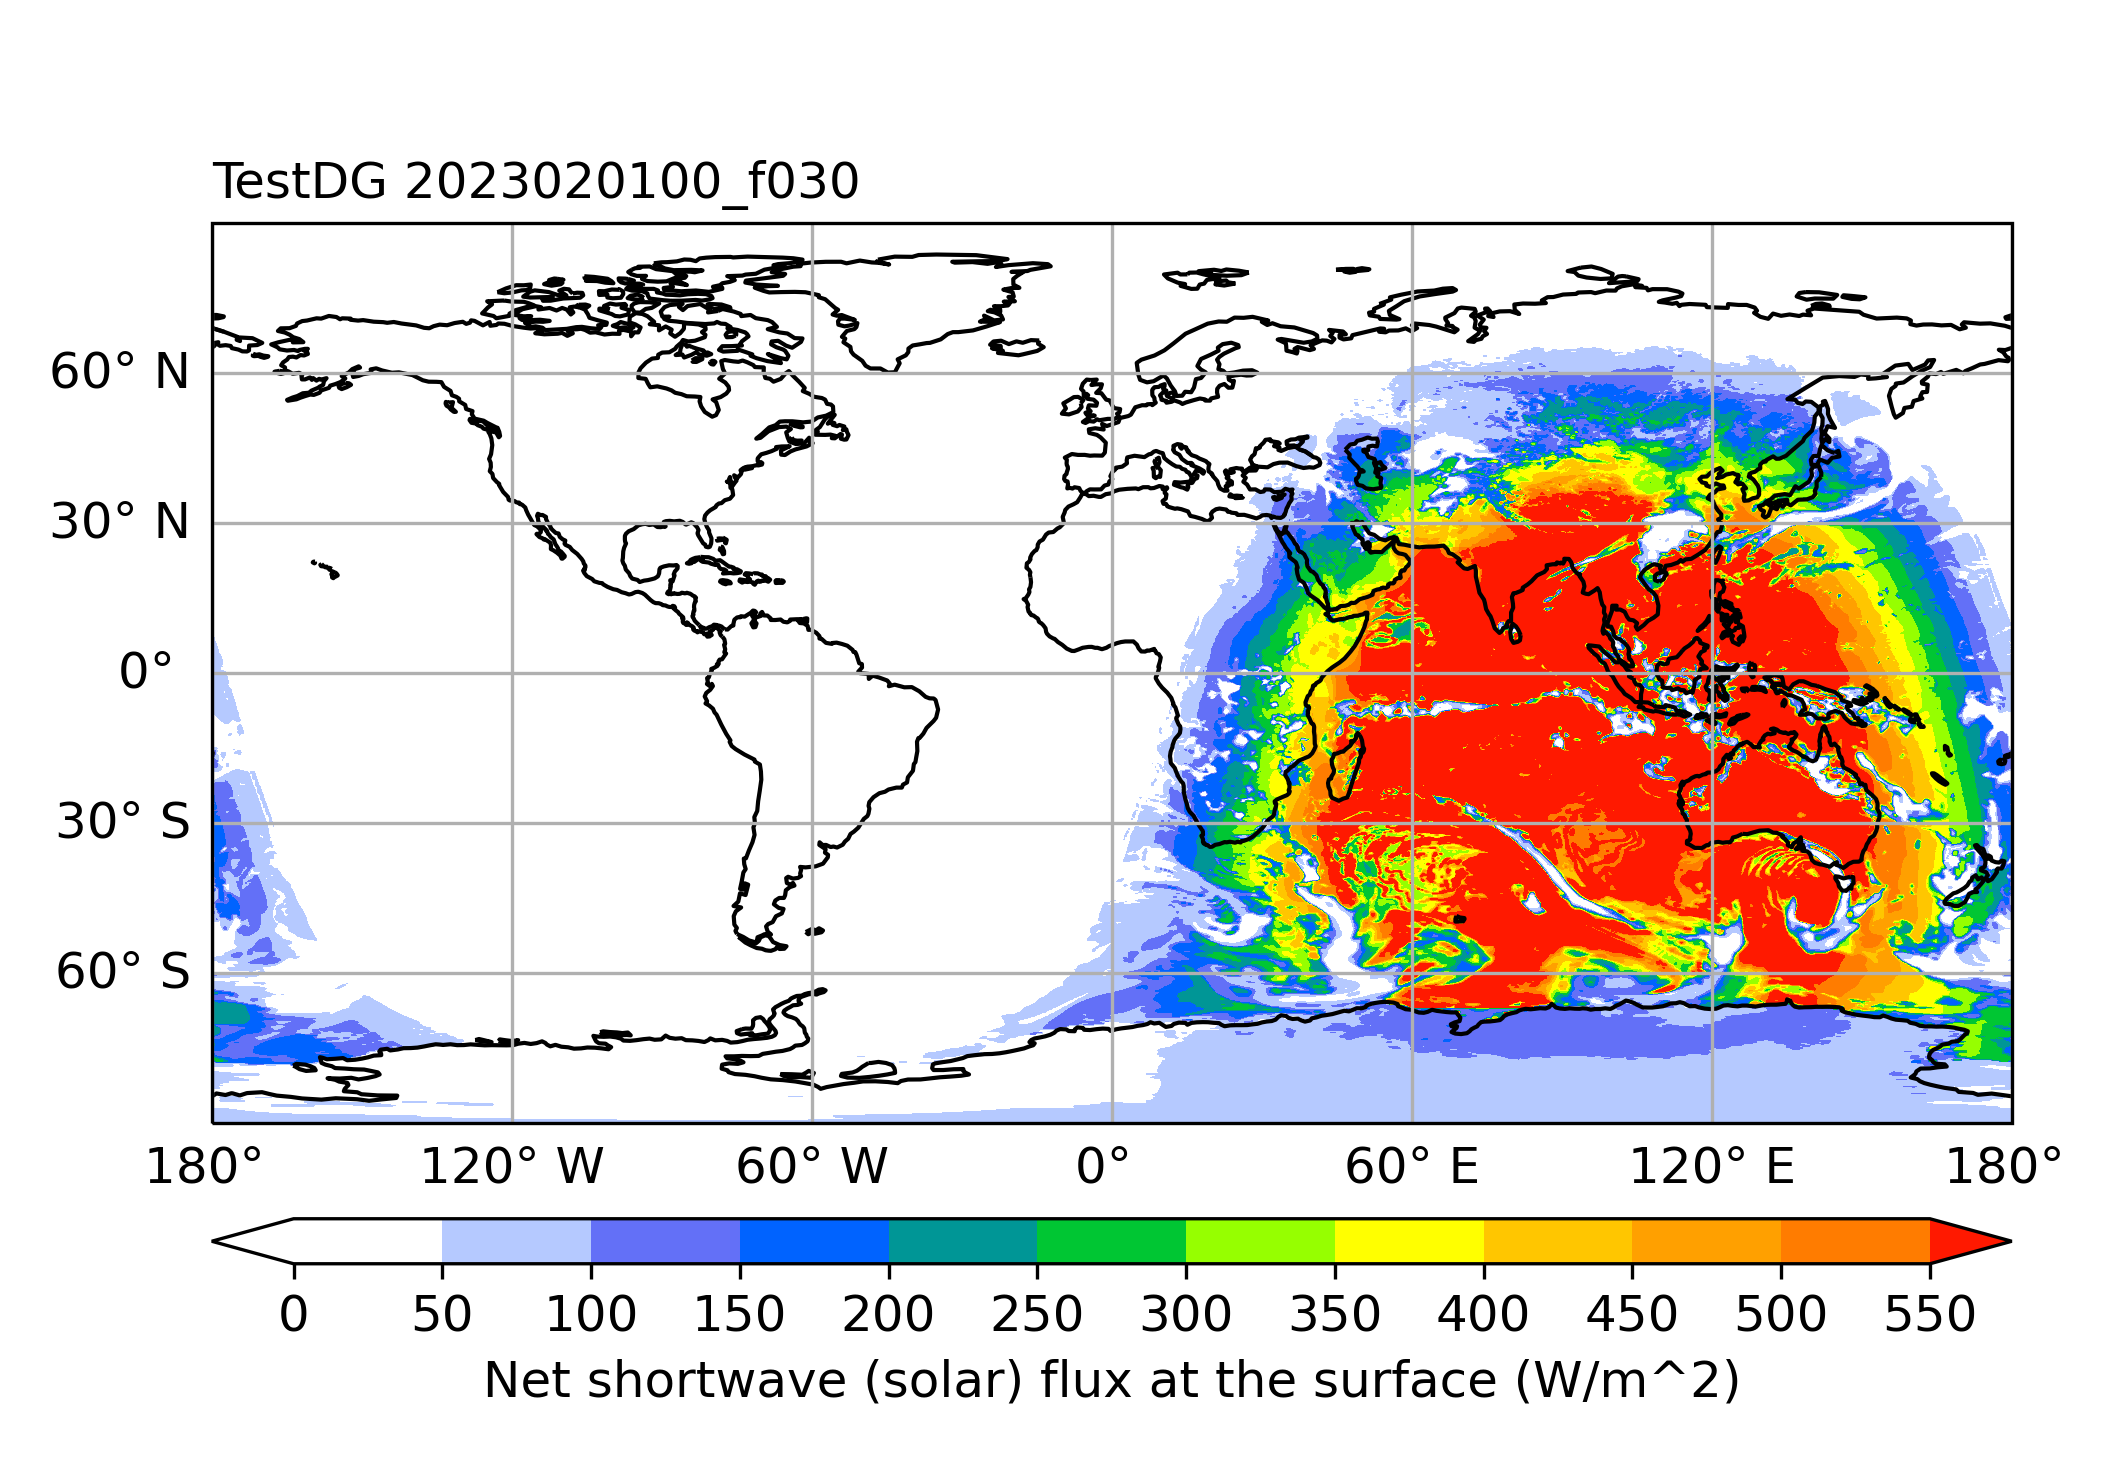 TestDG 2023020100_f030
60° N
30° N
0°
30° S
60° S
180° 120° W 60° W 0° 60° E 120° E 180°
0 50 100 150 200 250 300 350 400 450 500 550
Net shortwave (solar) flux at the surface (W/m^2)